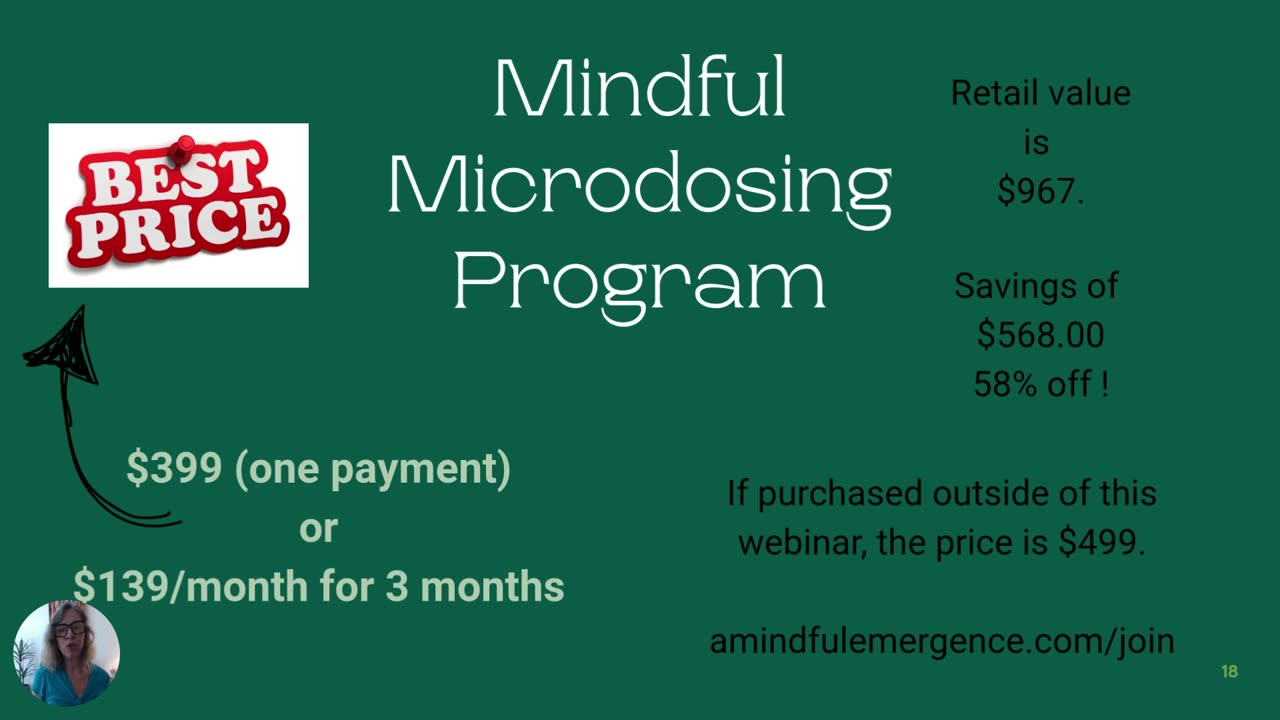 Mindful
Microdosing
Program
BEST
PRICE
$399 (one payment)
or
$139/month for 3 months
Retail value
is
$967.
Savings of
$568.00
58% off !
If purchased outside of this
webinar, the price is $499.
amindfulemergence.com/join
18